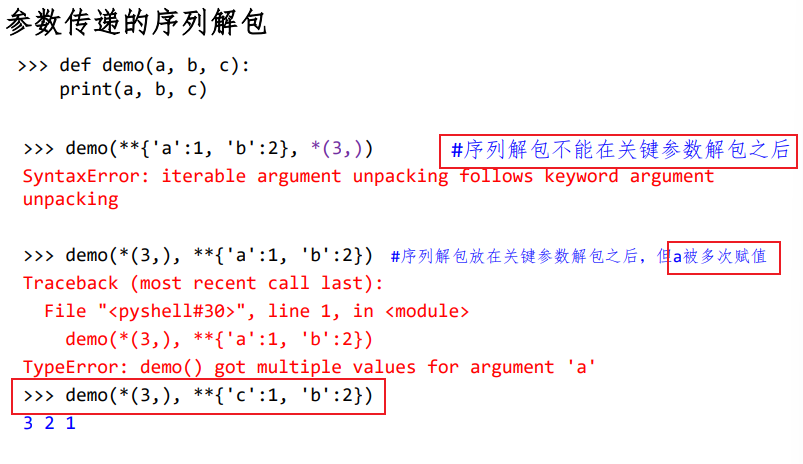 参数传递的序列解包
>>> def demo(a, b, c):
    print(a, b, c)
>>> demo(**{'a':1, 'b':2}, *(3,))    #序列解包不能在关键参数解包之后
SyntaxError: iterable argument unpacking follows keyword argument
unpacking
>>> demo(*(3,), **{'a':1, 'b':2})  #序列解包放在关键参数解包之后，但a被多次赋值
Traceback (most recent call last):
  File "<pyshell#30>", line 1, in <module>
    demo(*(3,), **{'a':1, 'b':2})
TypeError: demo() got multiple values for argument 'a'
>>> demo(*(3,), **{'c':1, 'b':2})
3 2 1